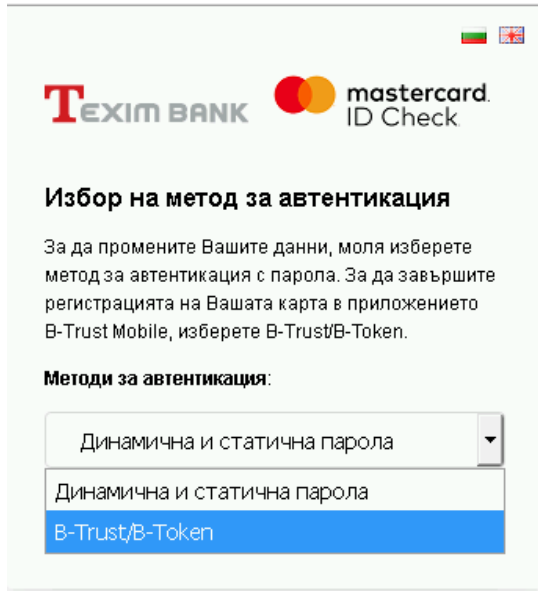 TEXIM BANK
mastercard.
ID Check
Избор на метод за автентикация
За да промените Вашите данни, моля изберете
метод за автентикация с парола. За да завършите
регистрацията на Вашата карта в приложението
B-Trust Mobile, изберете B-Trust/B-Token.
Методи за автентикация:
Динамична и статична парола
Динамична и статична парола
B-Trust/B-Token